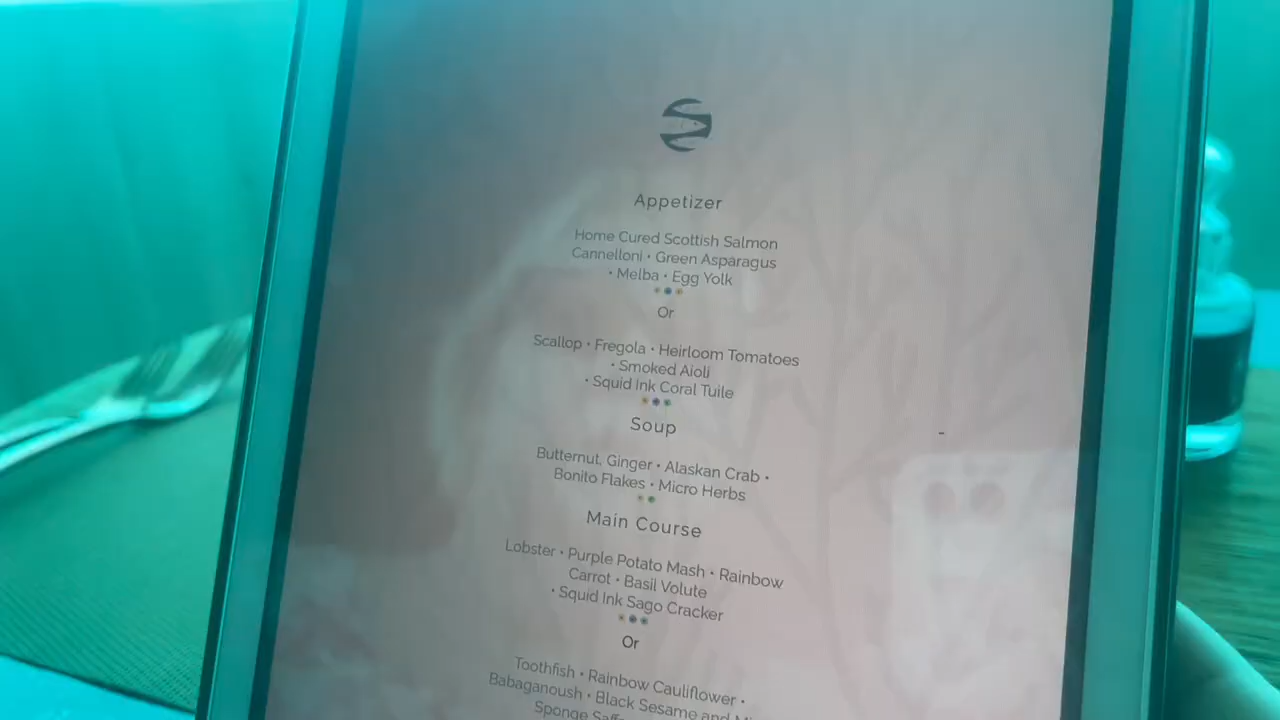 Appetizer
Home Cured Scottish Salmon
Cannelloni • Green Asparagus
• Melba • Egg Yolk
Or
Scallop • Fregola • Heirloom Tomatoes
• Smoked Aioli
• Squid Ink Coral Tuile
Soup
Butternut, Ginger • Alaskan Crab •
Bonito Flakes • Micro Herbs
Main Course
Lobster • Purple Potato Mash • Rainbow
Carrot • Basil Volute
• Squid Ink Sago Cracker
Or
Toothfish • Rainbow Cauliflower •
Babaganoush • Black Sesame and
Sponge